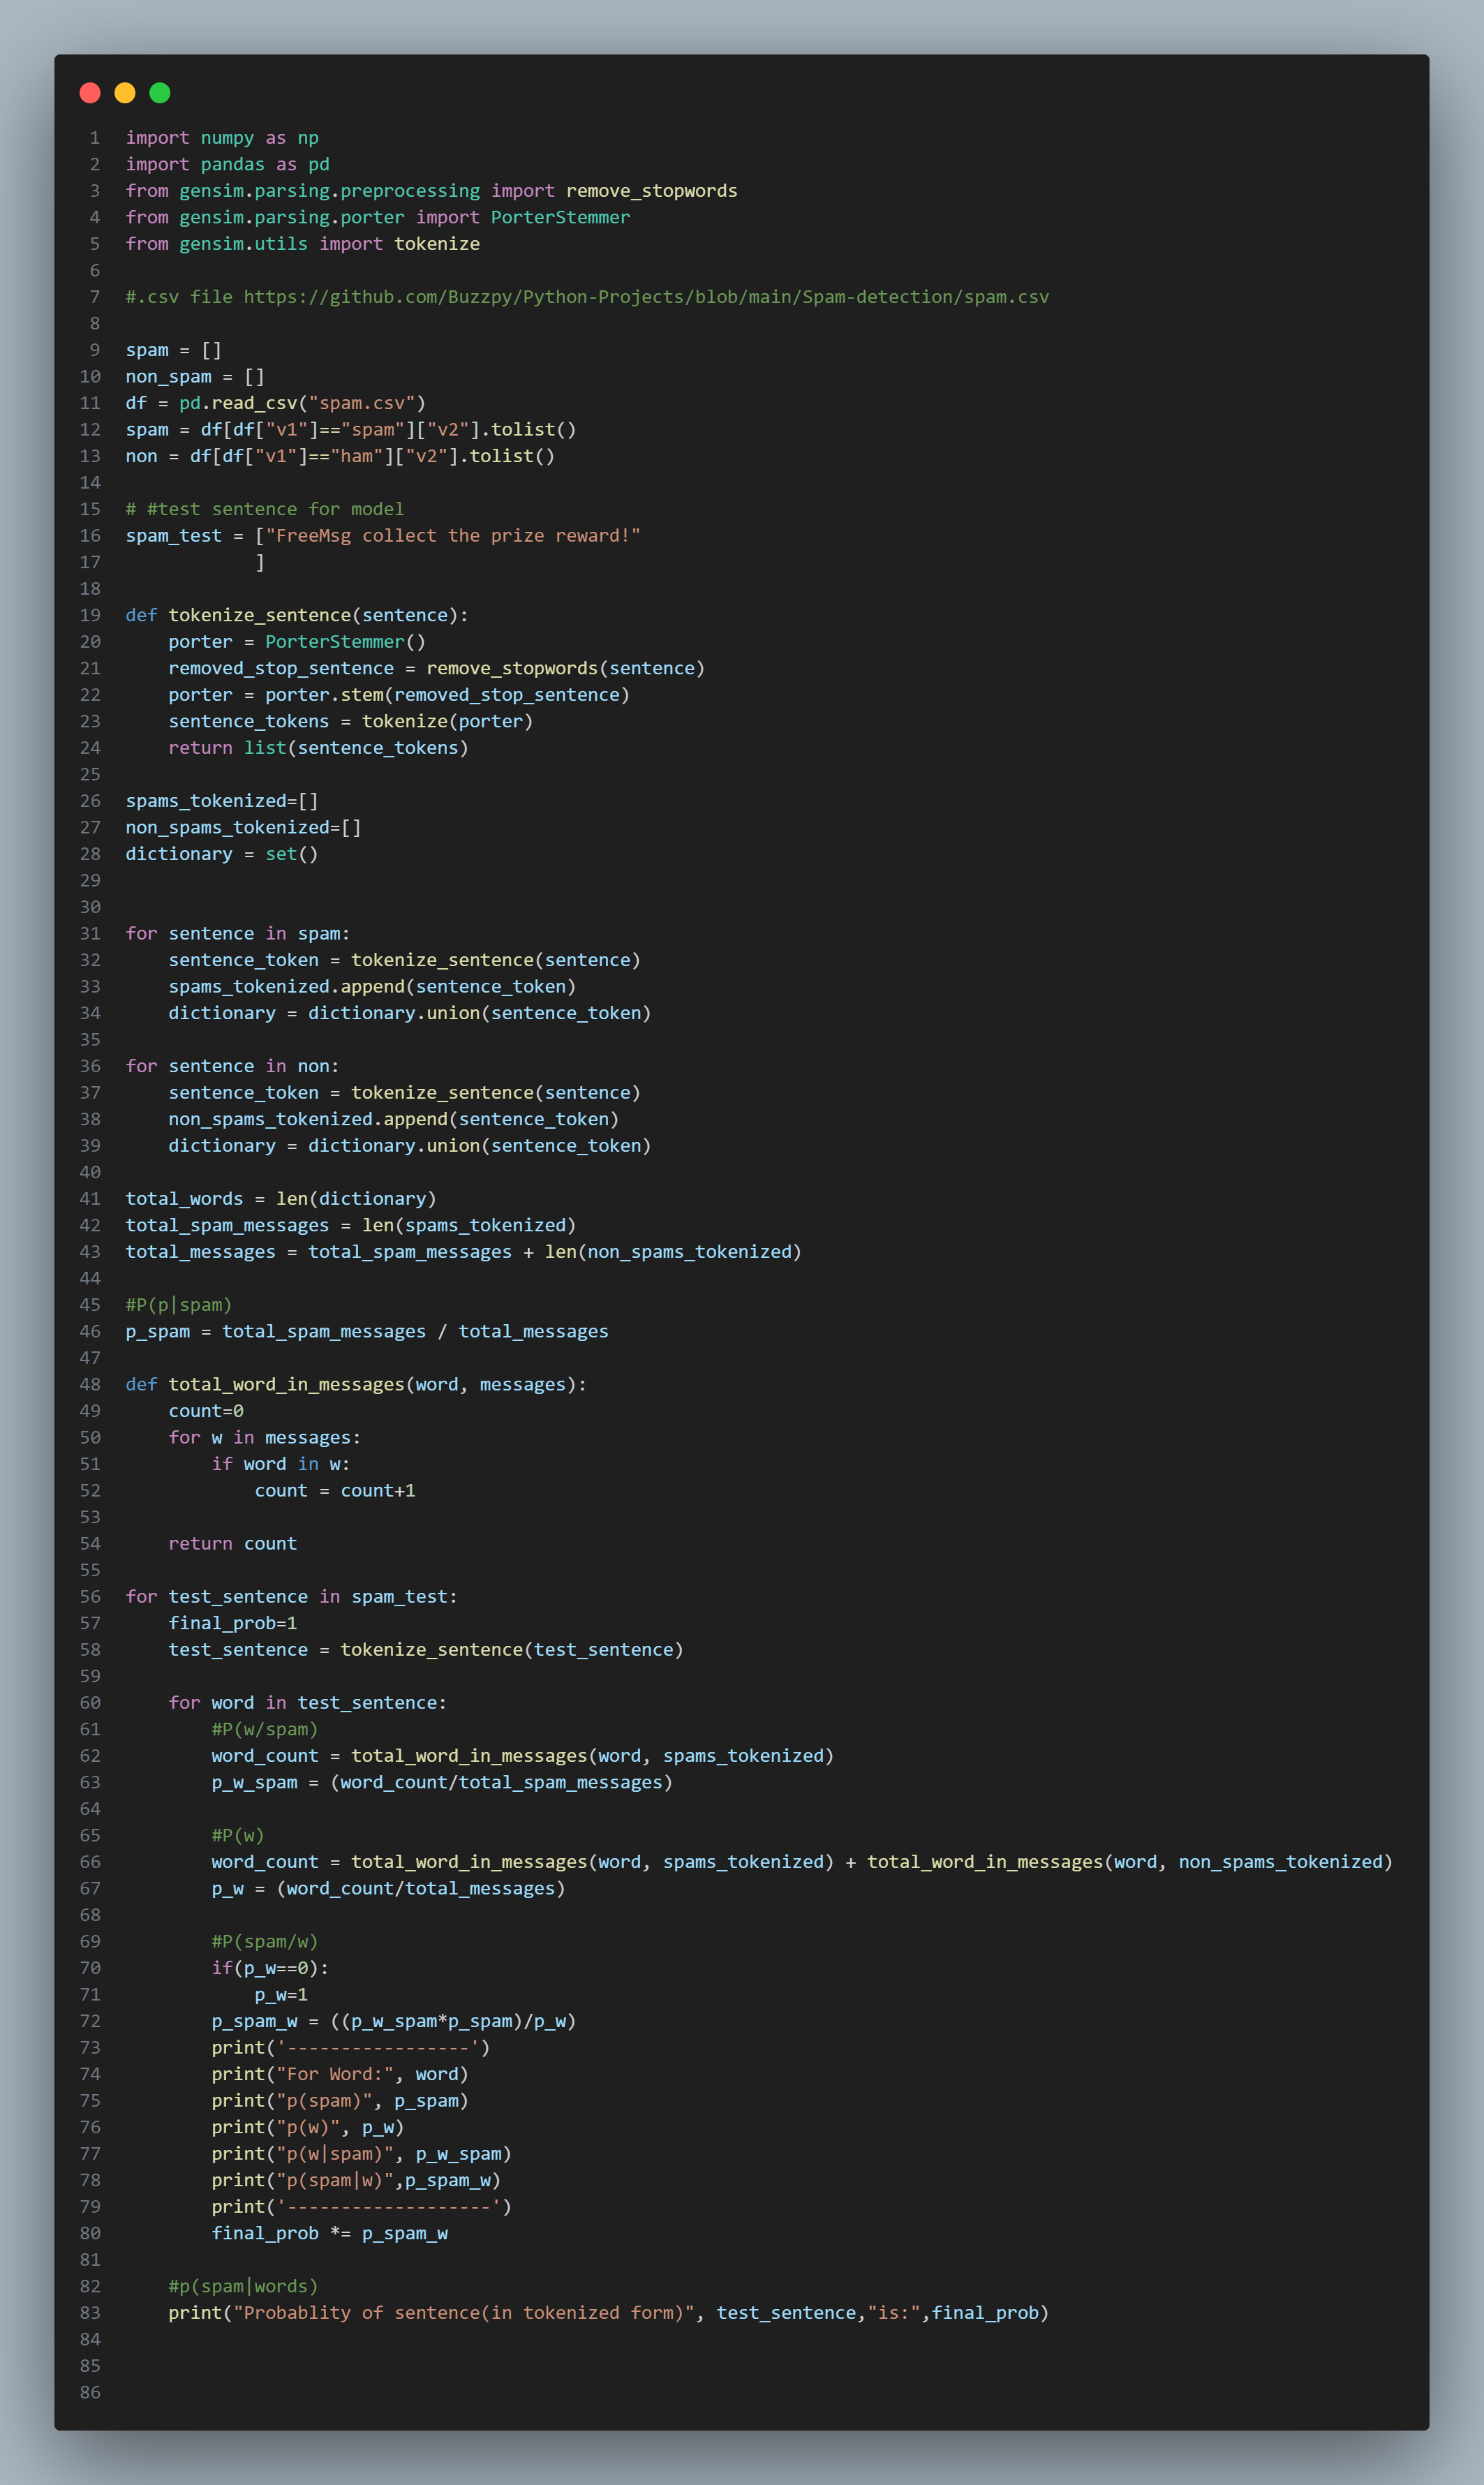 1 import numpy as np
2 import pandas as pd
3 from gensim.parsing.preprocessing import remove_stopwords
4 from gensim.parsing.porter import PorterStemmer
5 from gensim.utils import tokenize
6
7 #.csv file https://github.com/Buzzpy/Python-Projects/blob/main/Spam-detection/spam.csv
8
9 spam = []
10 non_spam = []
11 df = pd.read_csv("spam.csv")
12 spam = df[df["v1"]=="spam"]["v2"].tolist()
13 non = df[df["v1"]=="ham"]["v2"].tolist()
14
15 # #test sentence for model
16 spam_test = ["FreeMsg collect the prize reward!"
17             ]
18
19 def tokenize_sentence(sentence):
20     porter = PorterStemmer()
21     removed_stop_sentence = remove_stopwords(sentence)
22     porter = porter.stem(removed_stop_sentence)
23     sentence_tokens = tokenize(porter)
24     return list(sentence_tokens)
25
26 spams_tokenized=[]
27 non_spams_tokenized=[]
28 dictionary = set()
29
30
31 for sentence in spam:
32     sentence_token = tokenize_sentence(sentence)
33     spams_tokenized.append(sentence_token)
34     dictionary = dictionary.union(sentence_token)
35
36 for sentence in non:
37     sentence_token = tokenize_sentence(sentence)
38     non_spams_tokenized.append(sentence_token)
39     dictionary = dictionary.union(sentence_token)
40
41 total_words = len(dictionary)
42 total_spam_messages = len(spams_tokenized)
43 total_messages = total_spam_messages + len(non_spams_tokenized)
44
45 #P(p|spam)
46 p_spam = total_spam_messages / total_messages
47
48 def total_word_in_messages(word, messages):
49     count=0
50     for w in messages:
51         if word in w:
52             count = count+1
53
54     return count
55
56 for test_sentence in spam_test:
57     final_prob=1
58     test_sentence = tokenize_sentence(test_sentence)
59
60     for word in test_sentence:
61         #P(w/spam)
62         word_count = total_word_in_messages(word, spams_tokenized)
63         p_w_spam = (word_count/total_spam_messages)
64
65         #P(w)
66         word_count = total_word_in_messages(word, spams_tokenized) + total_word_in_messages(word, non_spams_tokenized)
67         p_w = (word_count/total_messages)
68
69         #P(spam/w)
70         if(p_w==0):
71             p_w=1
72         p_spam_w = ((p_w_spam*p_spam)/p_w)
73         print('-----------------')
74         print("For Word:", word)
75         print("p(spam)", p_spam)
76         print("p(w)", p_w)
77         print("p(w|spam)", p_w_spam)
78         print("p(spam|w)",p_spam_w)
79         print('-------------------')
80         final_prob *= p_spam_w
81
82     #p(spam|words)
83     print("Probablity of sentence(in tokenized form)", test_sentence,"is:",final_prob)
84
85
86